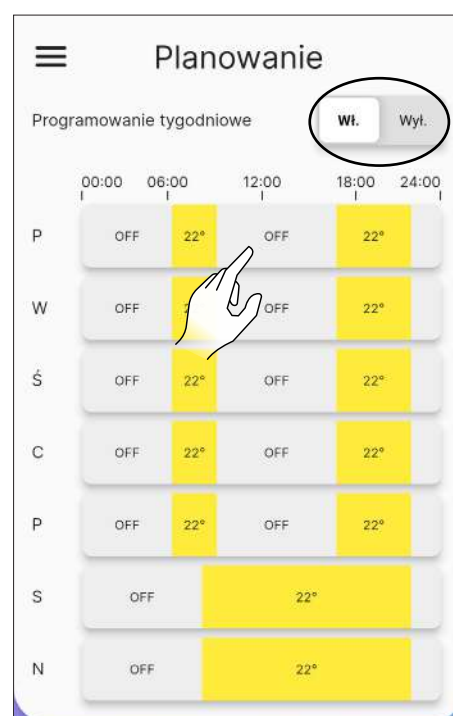 Planowanie
Programowanie tygodniowe Wł. Wył.
00:00 06:00 12:00 18:00 24:00
P OFF 22° OFF 22°
W OFF OFF 22°
Ś OFF 22° OFF 22°
C OFF 22° OFF 22°
P OFF 22° OFF 22°
S OFF 22°
N OFF 22°